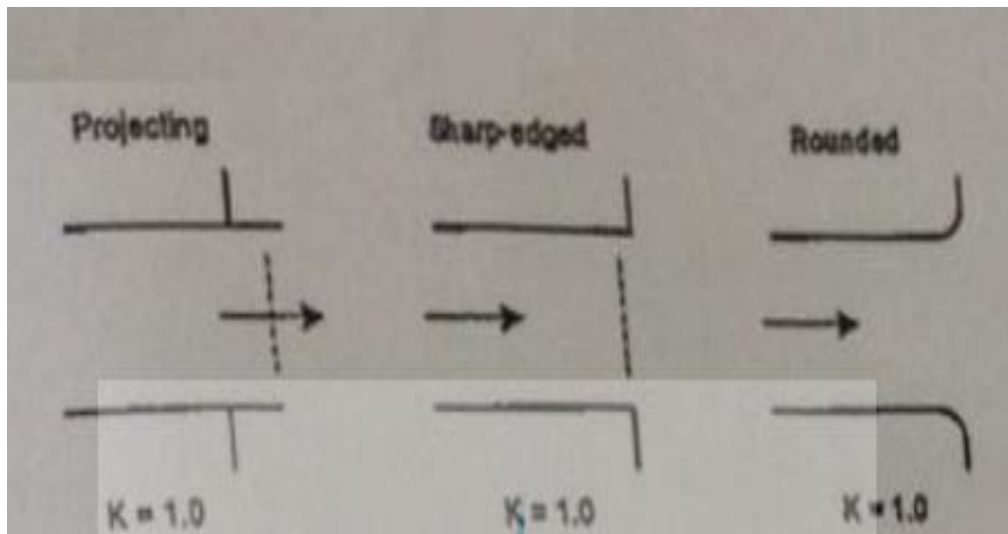 Projecting
Sharp-edged
Rounded
K = 1.0
K = 1.0
K = 1.0